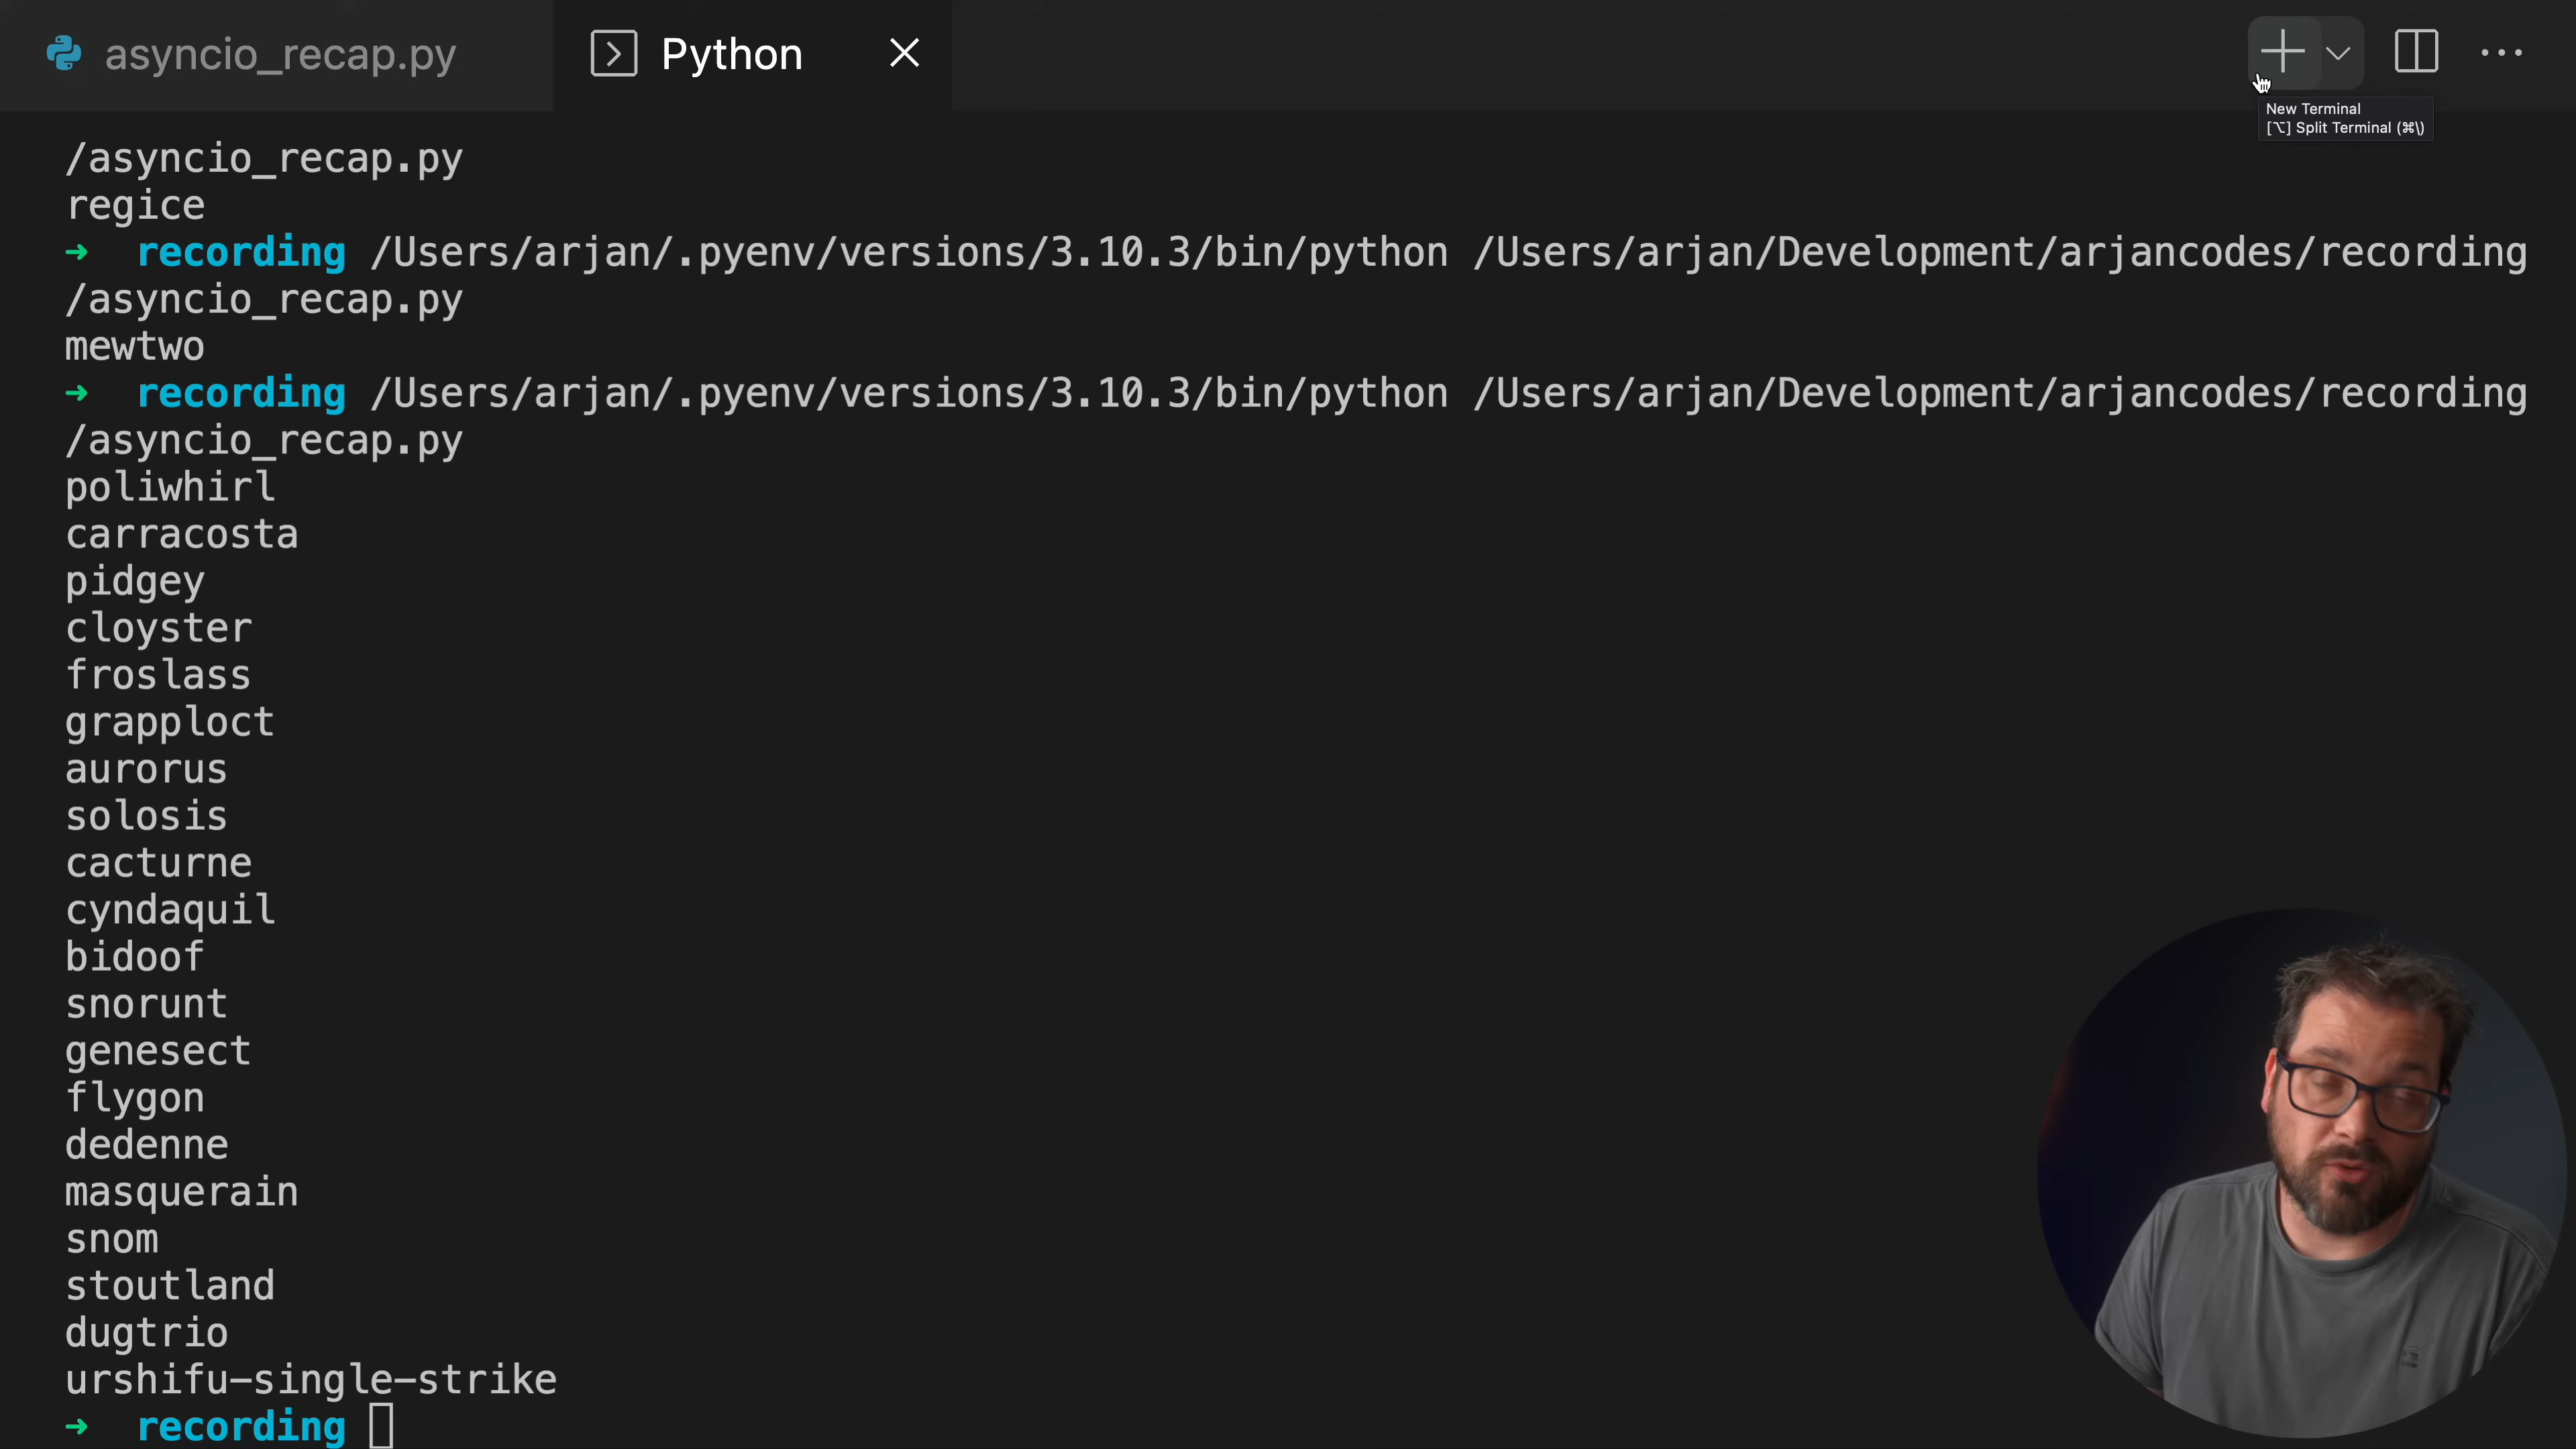 asyncio_recap.py
Python
New Terminal
[⌥] Split Terminal (⌘\)
/asyncio_recap.py
regice
➜ recording /Users/arjan/.pyenv/versions/3.10.3/bin/python /Users/arjan/Development/arjancodes/recording
/asyncio_recap.py
mewtwo
➜ recording /Users/arjan/.pyenv/versions/3.10.3/bin/python /Users/arjan/Development/arjancodes/recording
/asyncio_recap.py
poliwhirl
carracosta
pidgey
cloyster
froslass
grapploct
aurorus
solosis
cacturne
cyndaquil
bidoof
snorunt
genesect
flygon
dedenne
masquerain
snom
stoutland
dugtrio
urshifu-single-strike
➜ recording